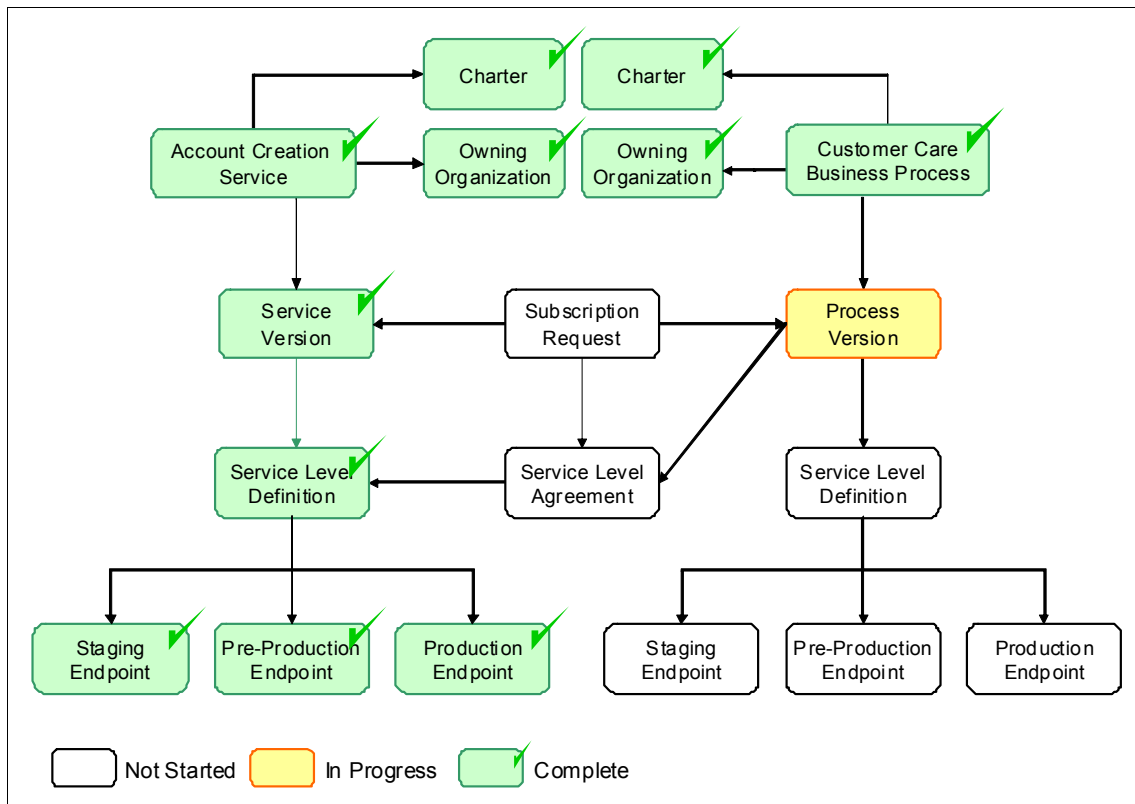 Charter
Charter
Account Creation
Service
Owning
Organization
Owning
Organization
Customer Care
Business Process
Service
Version
Subscription
Request
Process
Version
Service Level
Definition
Service Level
Agreement
Service Level
Definition
Staging
Endpoint
Pre-Production
Endpoint
Production
Endpoint
Staging
Endpoint
Pre-Production
Endpoint
Production
Endpoint
Not Started
In Progress
Complete